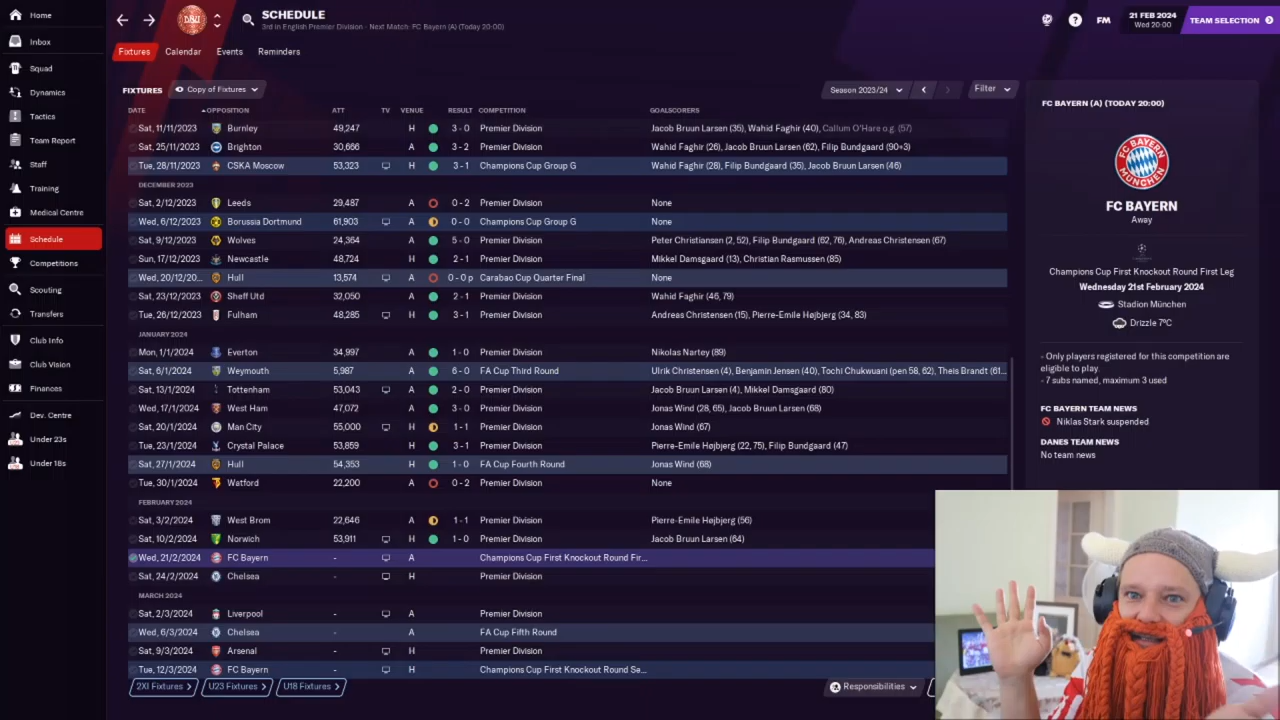 Home
Inbox
Squad
Dynamics
Tactics
Team Report
Staff
Training
Medical Centre
Schedule
Competitions
Scouting
Transfers
Club Info
Club Vision
Finances
Dev. Centre
Under 23s
Under 18s
DBU
SCHEDULE
3rd in English Premier Division - Next Match: FC Bayern (A) (Today 20:00)
FM
21 FEB 2024
Wed 20:00
TEAM SELECTION
Fixtures Calendar Events Reminders
FIXTURES Copy of Fixtures Season 2023/24 Filter
DATE OPPOSITION ATT TV VENUE RESULT COMPETITION GOALSCORERS
Sat, 11/11/2023 Burnley 49,247 H 3 - 0 Premier Division Jacob Bruun Larsen (35), Wahid Faghir (40), Callum O'Hare o.g. (57)
Sat, 25/11/2023 Brighton 30,666 A 3 - 2 Premier Division Wahid Faghir (26), Jacob Bruun Larsen (62), Filip Bundgaard (90+3)
Tue, 28/11/2023 CSKA Moscow 53,323 H 3 - 1 Champions Cup Group G Wahid Faghir (28), Filip Bundgaard (35), Jacob Bruun Larsen (46)
DECEMBER 2023
Sat, 2/12/2023 Leeds 29,487 A 0 - 2 Premier Division None
Wed, 6/12/2023 Borussia Dortmund 61,903 A 0 - 0 Champions Cup Group G None
Sat, 9/12/2023 Wolves 24,364 A 5 - 0 Premier Division Peter Christiansen (2, 52), Filip Bundgaard (62, 76), Andreas Christensen (67)
Sun, 17/12/2023 Newcastle 48,724 H 2 - 1 Premier Division Mikkel Damsgaard (13), Christian Rasmussen (85)
Wed, 20/12/20... Hull 13,574 A 0 - 0 p Carabao Cup Quarter Final None
Sat, 23/12/2023 Sheff Utd 32,050 A 2 - 1 Premier Division Wahid Faghir (46, 79)
Tue, 26/12/2023 Fulham 48,285 H 3 - 1 Premier Division Andreas Christensen (15), Pierre-Emile Højbjerg (34, 83)
JANUARY 2024
Mon, 1/1/2024 Everton 34,997 A 1 - 0 Premier Division Nikolas Nartey (89)
Sat, 6/1/2024 Weymouth 5,987 A 6 - 0 FA Cup Third Round Ulrik Christensen (4), Benjamin Jensen (40), Tochi Chukwuani (pen 58, 62), Theis Brandt (61...
Sat, 13/1/2024 Tottenham 53,043 H 2 - 0 Premier Division Jacob Bruun Larsen (4), Mikkel Damsgaard (80)
Wed, 17/1/2024 West Ham 47,072 A 3 - 0 Premier Division Jonas Wind (28, 65), Jacob Bruun Larsen (68)
Sat, 20/1/2024 Man City 55,000 H 1 - 1 Premier Division Jonas Wind (67)
Tue, 23/1/2024 Crystal Palace 53,859 H 3 - 1 Premier Division Pierre-Emile Højbjerg (22, 75), Filip Bundgaard (47)
Sat, 27/1/2024 Hull 54,353 H 1 - 0 FA Cup Fourth Round Jonas Wind (68)
Tue, 30/1/2024 Watford 22,200 A 0 - 2 Premier Division None
FEBRUARY 2024
Sat, 3/2/2024 West Brom 22,646 A 1 - 1 Premier Division Pierre-Emile Højbjerg (56)
Sat, 10/2/2024 Norwich 53,911 H 1 - 0 Premier Division Jacob Bruun Larsen (64)
Wed, 21/2/2024 FC Bayern - A Champions Cup First Knockout Round Fir...
Sat, 24/2/2024 Chelsea - H Premier Division
MARCH 2024
Sat, 2/3/2024 Liverpool - A Premier Division
Wed, 6/3/2024 Chelsea - A FA Cup Fifth Round
Sat, 9/3/2024 Arsenal - H Premier Division
Tue, 12/3/2024 FC Bayern - H Champions Cup First Knockout Round Se...
2XI Fixtures U23 Fixtures U18 Fixtures Responsibilities
FC BAYERN (A) (TODAY 20:00)
FC BAYERN
MÜNCHEN
FC BAYERN
Away
Champions Cup First Knockout Round First Leg
Wednesday 21st February 2024
Stadion München
Drizzle 7°C
- Only players registered for this competition are
eligible to play.
- 7 subs named, maximum 3 used
FC BAYERN TEAM NEWS
Niklas Stark suspended
DANES TEAM NEWS
No team news